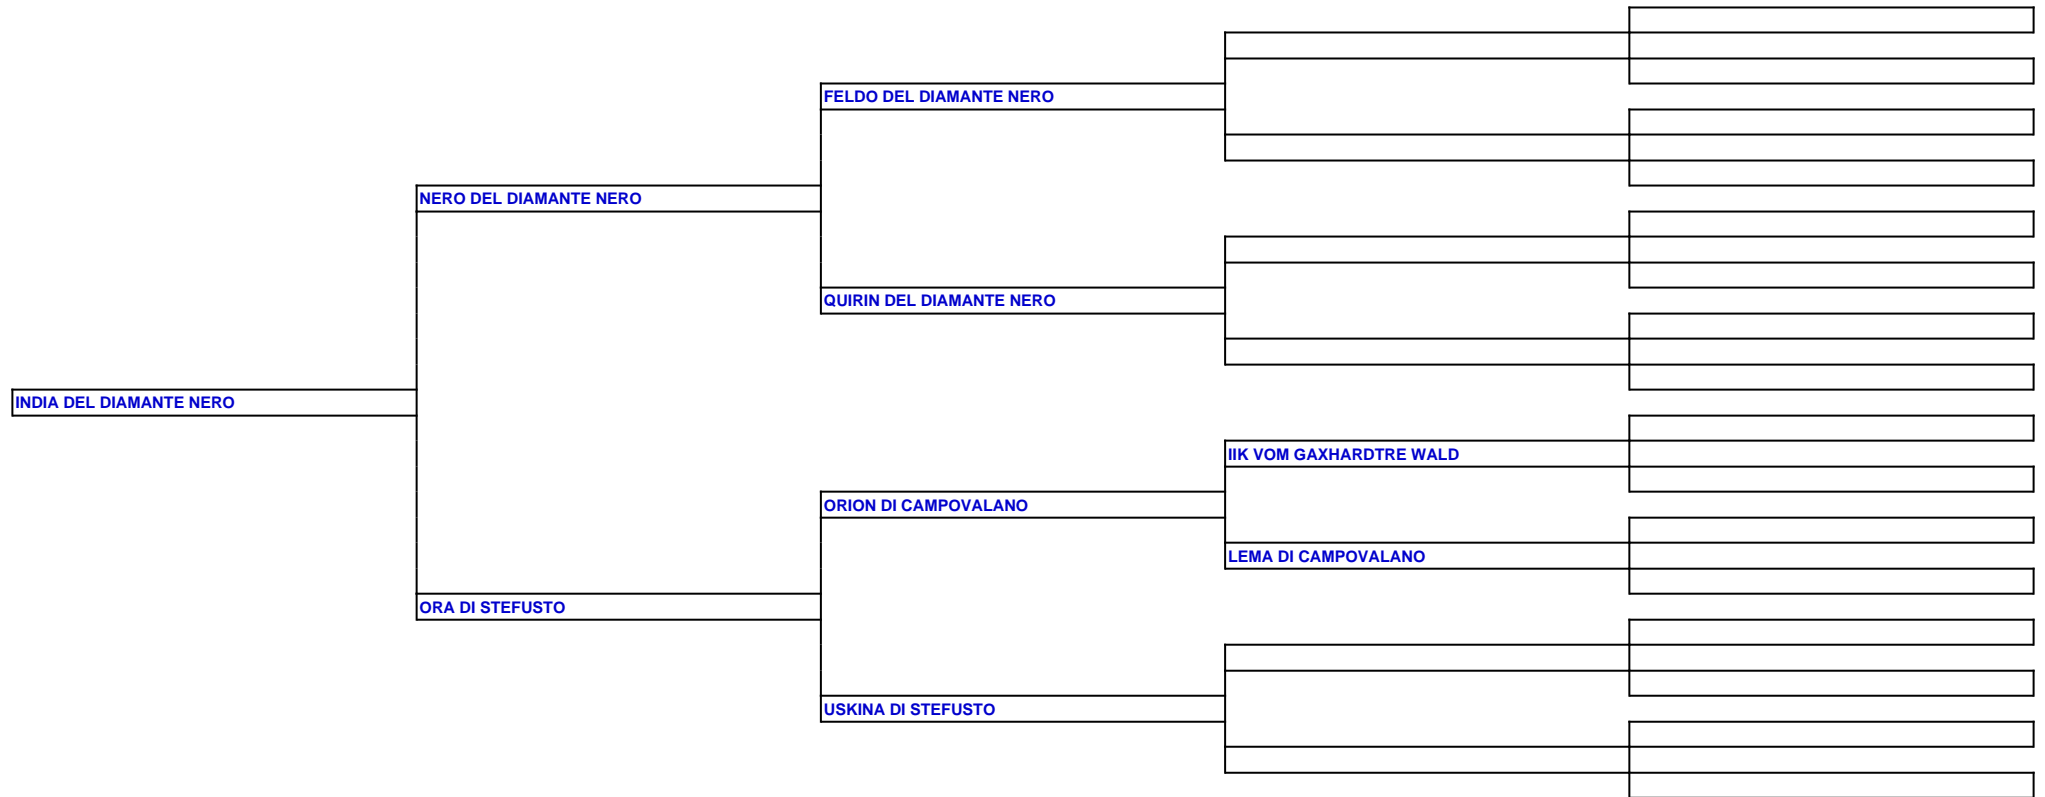 FELDO DEL DIAMANTE NERO
NERO DEL DIAMANTE NERO
QUIRIN DEL DIAMANTE NERO
INDIA DEL DIAMANTE NERO
IIK VOM GAXHARDTRE WALD
ORION DI CAMPOVALANO
LEMA DI CAMPOVALANO
ORA DI STEFUSTO
USKINA DI STEFUSTO